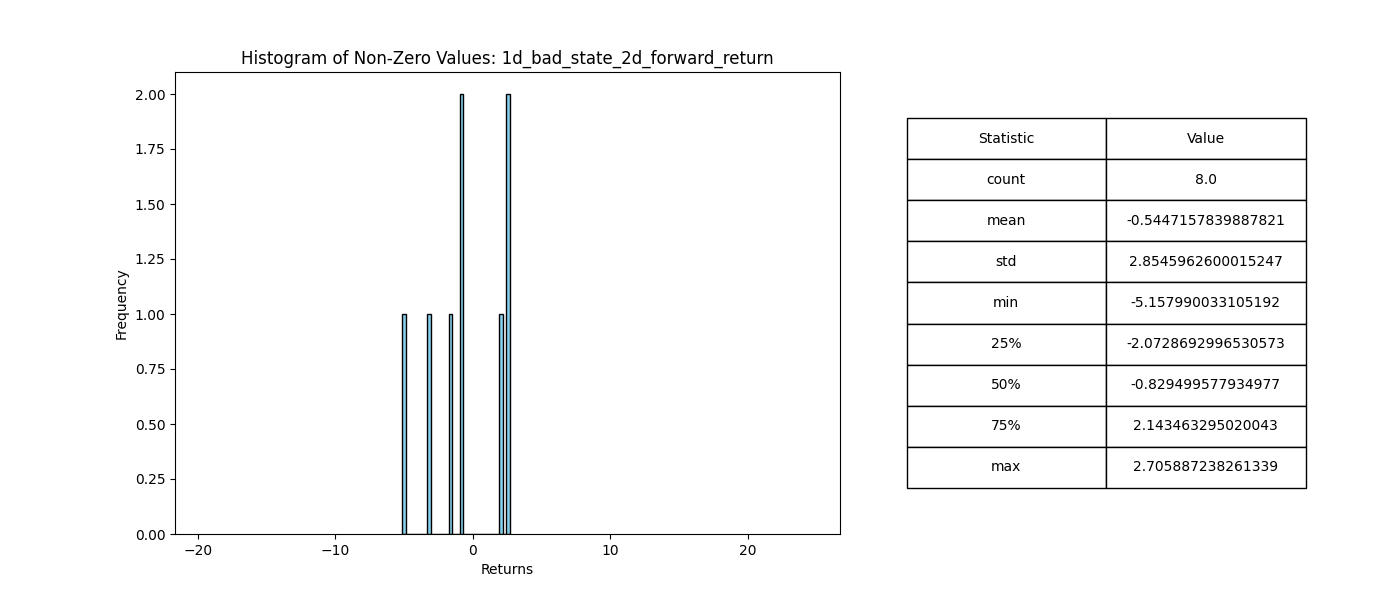 Histogram of Non-Zero Values: 1d_bad_state_2d_forward_return
2.00
1.75
1.50
1.25
1.00
0.75
0.50
0.25
0.00
Frequency
−20
−10
0
10
20
Returns
Statistic Value
count 8.0
mean -0.5447157839887821
std 2.8545962600015247
min -5.157990033105192
25% -2.0728692996530573
50% -0.829499577934977
75% 2.143463295020043
max 2.705887238261339